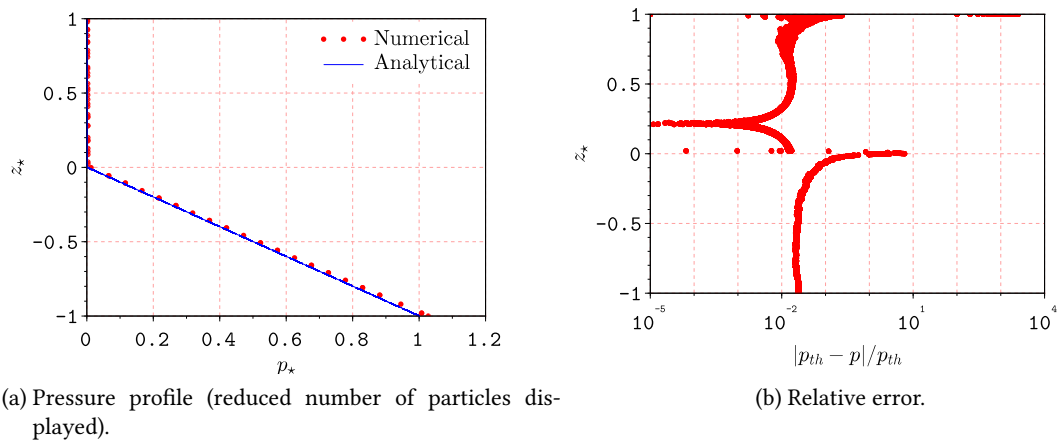 1
0.5
0
−0.5
-1
z⋆
Numerical
Analytical
0 0.2 0.4 0.6 0.8 1 1.2
p⋆
(a) Pressure profile (reduced number of particles dis-
played).
1
0.5
0
−0.5
-1
z⋆
10⁻⁵ 10⁻² 10¹ 10⁴
|pₜₕ − p|/pₜₕ
(b) Relative error.